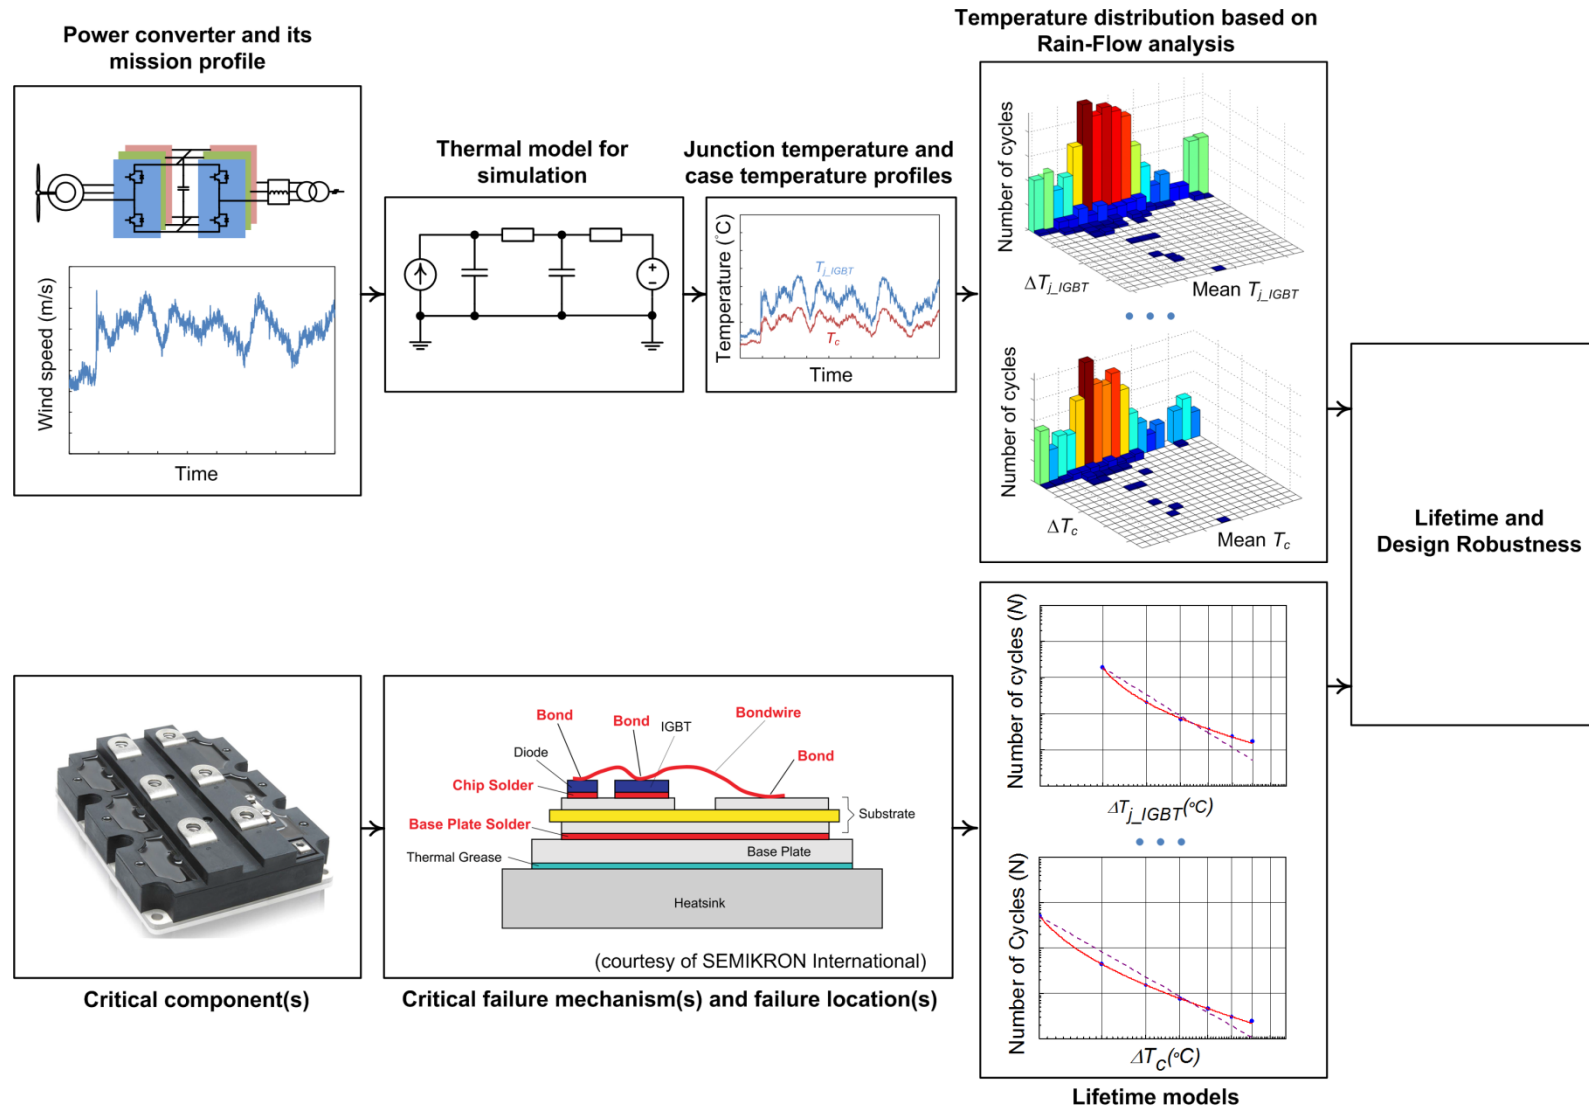 Power converter and its
mission profile
Wind speed (m/s)
Time
Thermal model for
simulation
+
−
Junction temperature and
case temperature profiles
Temperature (°C)
T_j_IGBT
T_c
Time
Temperature distribution based on
Rain-Flow analysis
Number of cycles
ΔT_j_IGBT
Mean T_j_IGBT
Number of cycles
ΔT_c
Mean T_c
Lifetime and
Design Robustness
Critical component(s)
Bond
Bond
IGBT
Bondwire
Diode
Bond
Chip Solder
Substrate
Base Plate Solder
Base Plate
Thermal Grease
Heatsink
(courtesy of SEMIKRON International)
Critical failure mechanism(s) and failure location(s)
Number of cycles (N)
ΔT_j_IGBT(°C)
Number of Cycles (N)
ΔT_C(°C)
Lifetime models